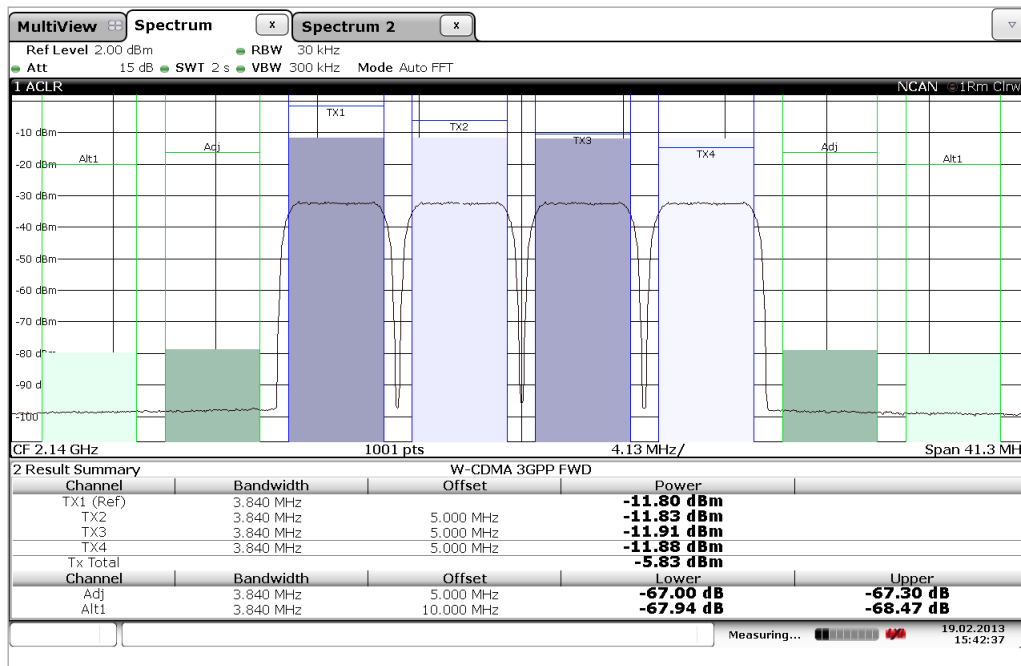 MultiView Spectrum x Spectrum 2 x
Ref Level 2.00 dBm RBW 30 kHz
Att 15 dB SWT 2 s VBW 300 kHz Mode Auto FFT
1 ACLR NCAN 1Rm Clrw
TX1
TX2
-10 dBm
TX3
Adj Adj
TX4
Alt1 Alt1
-20 dBm
-30 dBm
-40 dBm
-50 dBm
-60 dBm
-70 dBm
-80 d
-90 d
-100
CF 2.14 GHz 1001 pts 4.13 MHz/ Span 41.3 MH
2 Result Summary W-CDMA 3GPP FWD
Channel Bandwidth Offset Power
TX1 (Ref) 3.840 MHz -11.80 dBm
TX2 3.840 MHz 5.000 MHz -11.83 dBm
TX3 3.840 MHz 5.000 MHz -11.91 dBm
TX4 3.840 MHz 5.000 MHz -11.88 dBm
Tx Total -5.83 dBm
Channel Bandwidth Offset Lower Upper
Adj 3.840 MHz 5.000 MHz -67.00 dB -67.30 dB
Alt1 3.840 MHz 10.000 MHz -67.94 dB -68.47 dB
Measuring... 19.02.2013
15:42:37